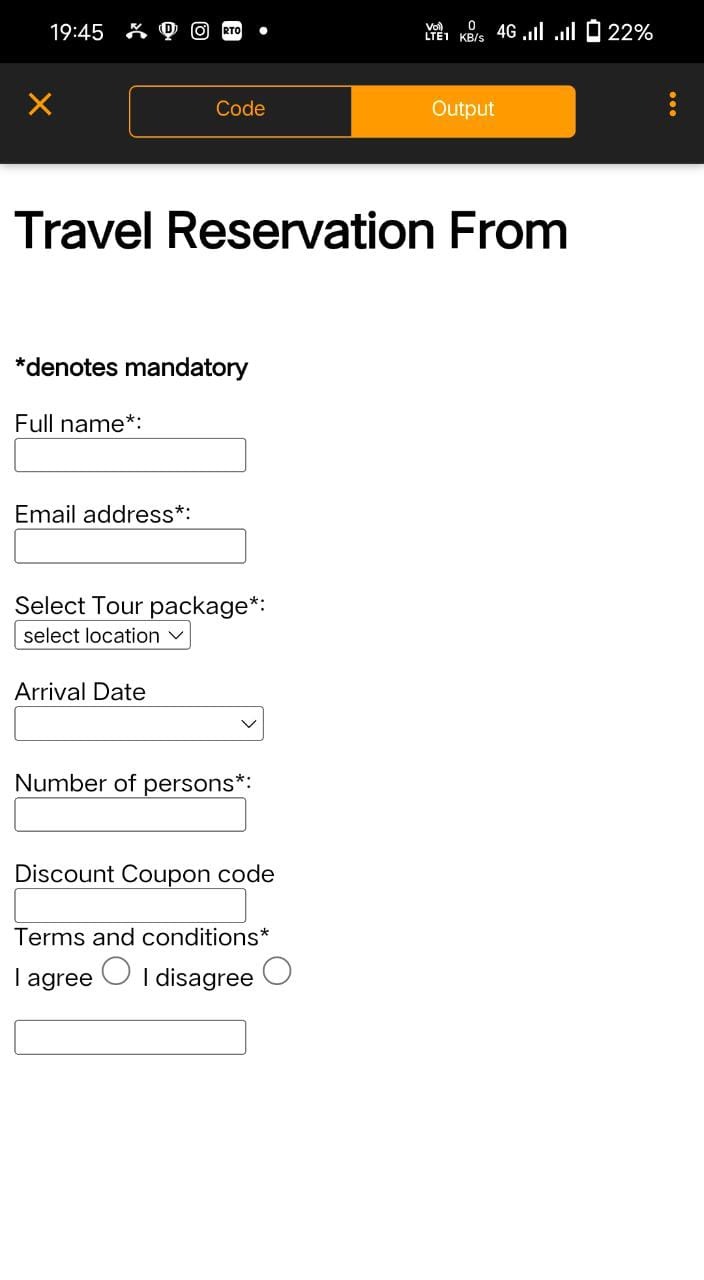 19:45 RTO Vo) LTE1 0 KB/s 4G 22%
Code Output
Travel Reservation From
*denotes mandatory
Full name*:
Email address*:
Select Tour package*:
select location
Arrival Date
Number of persons*:
Discount Coupon code
Terms and conditions*
I agree I disagree